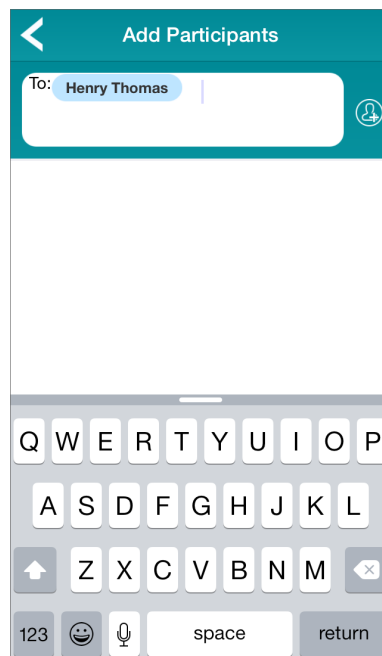 Add Participants
To: Henry Thomas
Q W E R T Y U I O P
A S D F G H J K L
Z X C V B N M
123 space return